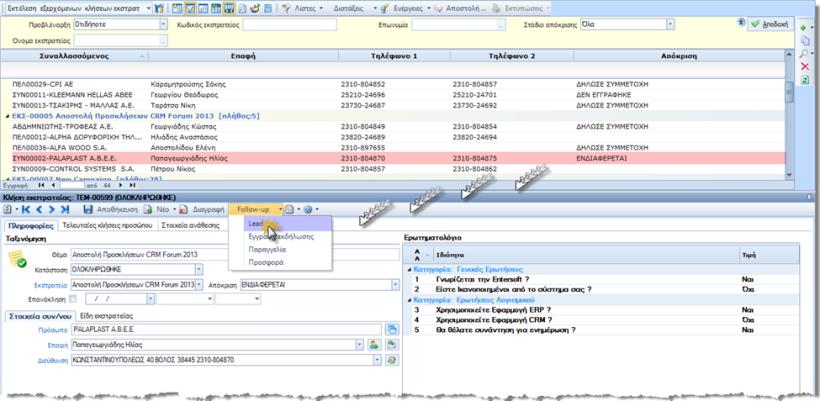 Εκτέλεση εξερχόμενων κλήσεων εκστρατ
Λίστες Διατάξεις Ενέργειες Αποστολή ... Εκτυπώσεις
Προβλέναρξη Οτιδήποτε Κωδικός εκστρατείας Επωνυμία Στάδιο απόκρισης Όλα Αποδοχή
Όνομα εκστρατείας
Συναλλασσόμενος Επαφή Τηλέφωνο 1 Τηλέφωνο 2 Απόκριση
ΠΕΛ00029-CPI AE Καραμητρούσης Σάκης 2310-804852 2310-804857 ΔΗΛΩΣΕ ΣΥΜΜΕΤΟΧΗ
ΣΥΝ00011-KLEEMANN HELLAS ABEE Γεωργίου Θεόδωρος 25210-24696 25210-24701 ΔΕΝ ΕΓΓΡΑΦΗΚΕ
ΣΥΝ00013-ΤΣΑΚΙΡΗΣ - ΜΑΛΛΑΣ Α.Ε. Ταράτσα Νίκη 23730-24687 23730-24692 ΔΗΛΩΣΕ ΣΥΜΜΕΤΟΧΗ
ΕΚΣ-00005 Αποστολή Προσκλήσεων CRM Forum 2013 [πλήθος:5]
ΑΒΔΗΜΝΙΩΤΗΣ-ΤΡΟΦΕΑΣ Α.Ε. Γεωργιάδης Κώστας 2310-804849 2310-804854 ΔΗΛΩΣΕ ΣΥΜΜΕΤΟΧΗ
ΠΕΛ00012-ALPHA ΔΟΡΥΦΟΡΙΚΗ ΤΗΛ... Ηλιάδης Αναστάσιος 23820-24689 23820-24694
ΠΕΛ00036-ALFA WOOD S.A. Αποστολίδου Ελένη 2310-897655 ΔΗΛΩΣΕ ΣΥΜΜΕΤΟΧΗ
ΣΥΝ00002-PALAPLAST Α.Β.Ε.Ε. Παπαγεωργιάδης Ηλίας 2310-804870 2310-804875 ΕΝΔΙΑΦΕΡΕΤΑΙ
ΣΥΝ00009-CONTROL SYSTEMS S.A. Πέτρου Νίκος 2310-804857 2310-804862
ΕΚΣ-00007 New Campaign [πλήθος:28]
Εγγραφή: από 44
Κλήση εκστρατείας: ΤΕΜ-00599 (ΟΛΟΚΛΗΡΩΘΗΚΕ)
Αποθήκευση Νέο Διαγραφή Follow-up
Lead
Εγγραφή εκδήλωσης
Παραγγελία
Προσφορά
Πληροφορίες Τελευταίες κλήσεις προσώπου Στοιχεία ανάθεσης
Ταξινόμηση
Θέμα Αποστολή Προσκλήσεων CRM Forum 2013
Κατάσταση ΟΛΟΚΛΗΡΩΘΗΚΕ
Εκστρατεία Αποστολή Προσκλήσεων CRM Forum 2013 Απόκριση ΕΝΔΙΑΦΕΡΕΤΑΙ
Επανάκληση / /
Στοιχεία συν/νου Είδη εκστρατείας
Πρόσωπο PALAPLAST Α.Β.Ε.Ε.
Επαφή Παπαγεωργιάδης Ηλίας
Διεύθυνση ΚΩΝΣΤΑΝΤΙΝΟΥΠΟΛΕΩΣ 40 ΒΟΛΟΣ 38445 2310-804870
Ερωτηματολόγιο
Α Α Ιδιότητα Τιμή
Κατηγορία: Γενικές Ερωτήσεις
1 Γνωρίζεται την Entersoft ? Ναι
2 Είστε Ικανοποιημένοι από το σύστημα σας ? Όχι
Κατηγορία: Ερωτήσεις Λογισμικού
3 Χρησιμοποιείτε Εφαρμογή ERP ? Ναι
4 Χρησιμοποιείτε Εφαρμογή CRM ? Όχι
5 Θα θέλατε συνάντηση για ενημέρωση ? Ναι